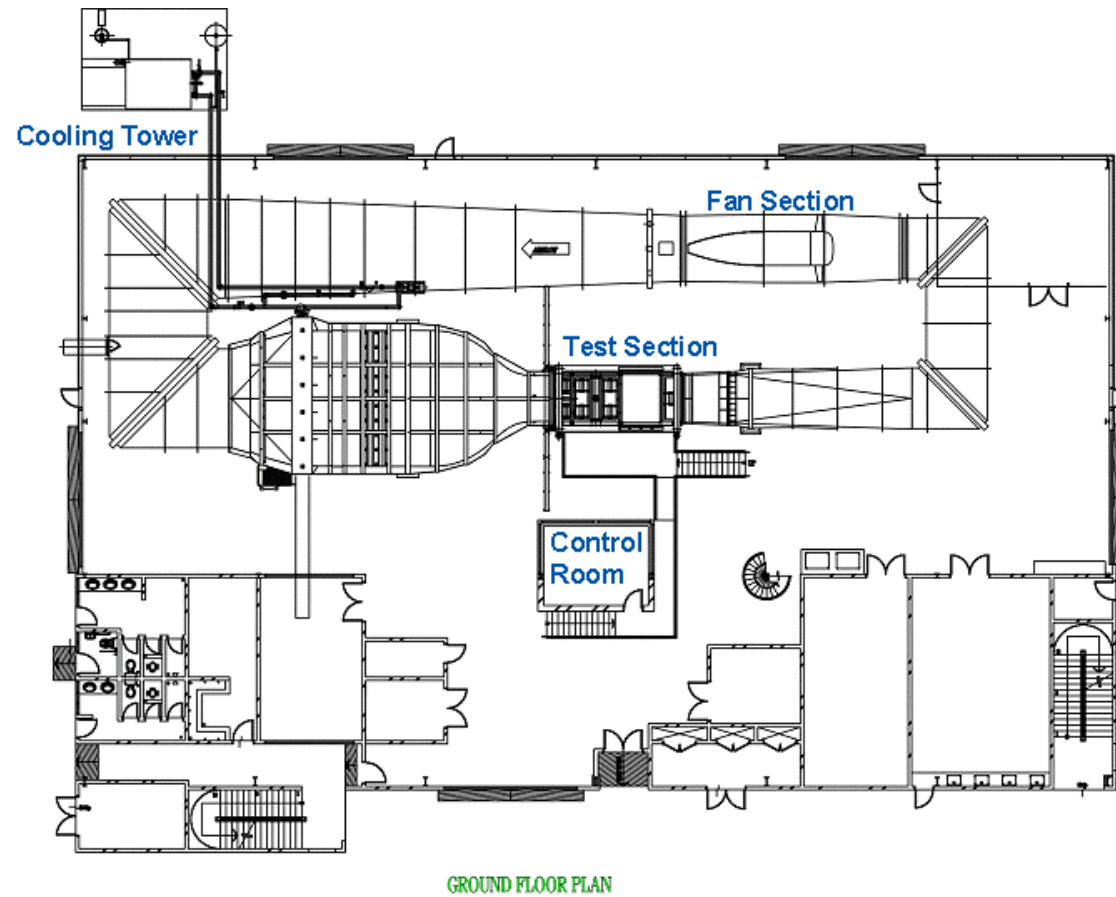 Cooling Tower
Fan Section
Test Section
Control
Room
GROUND FLOOR PLAN